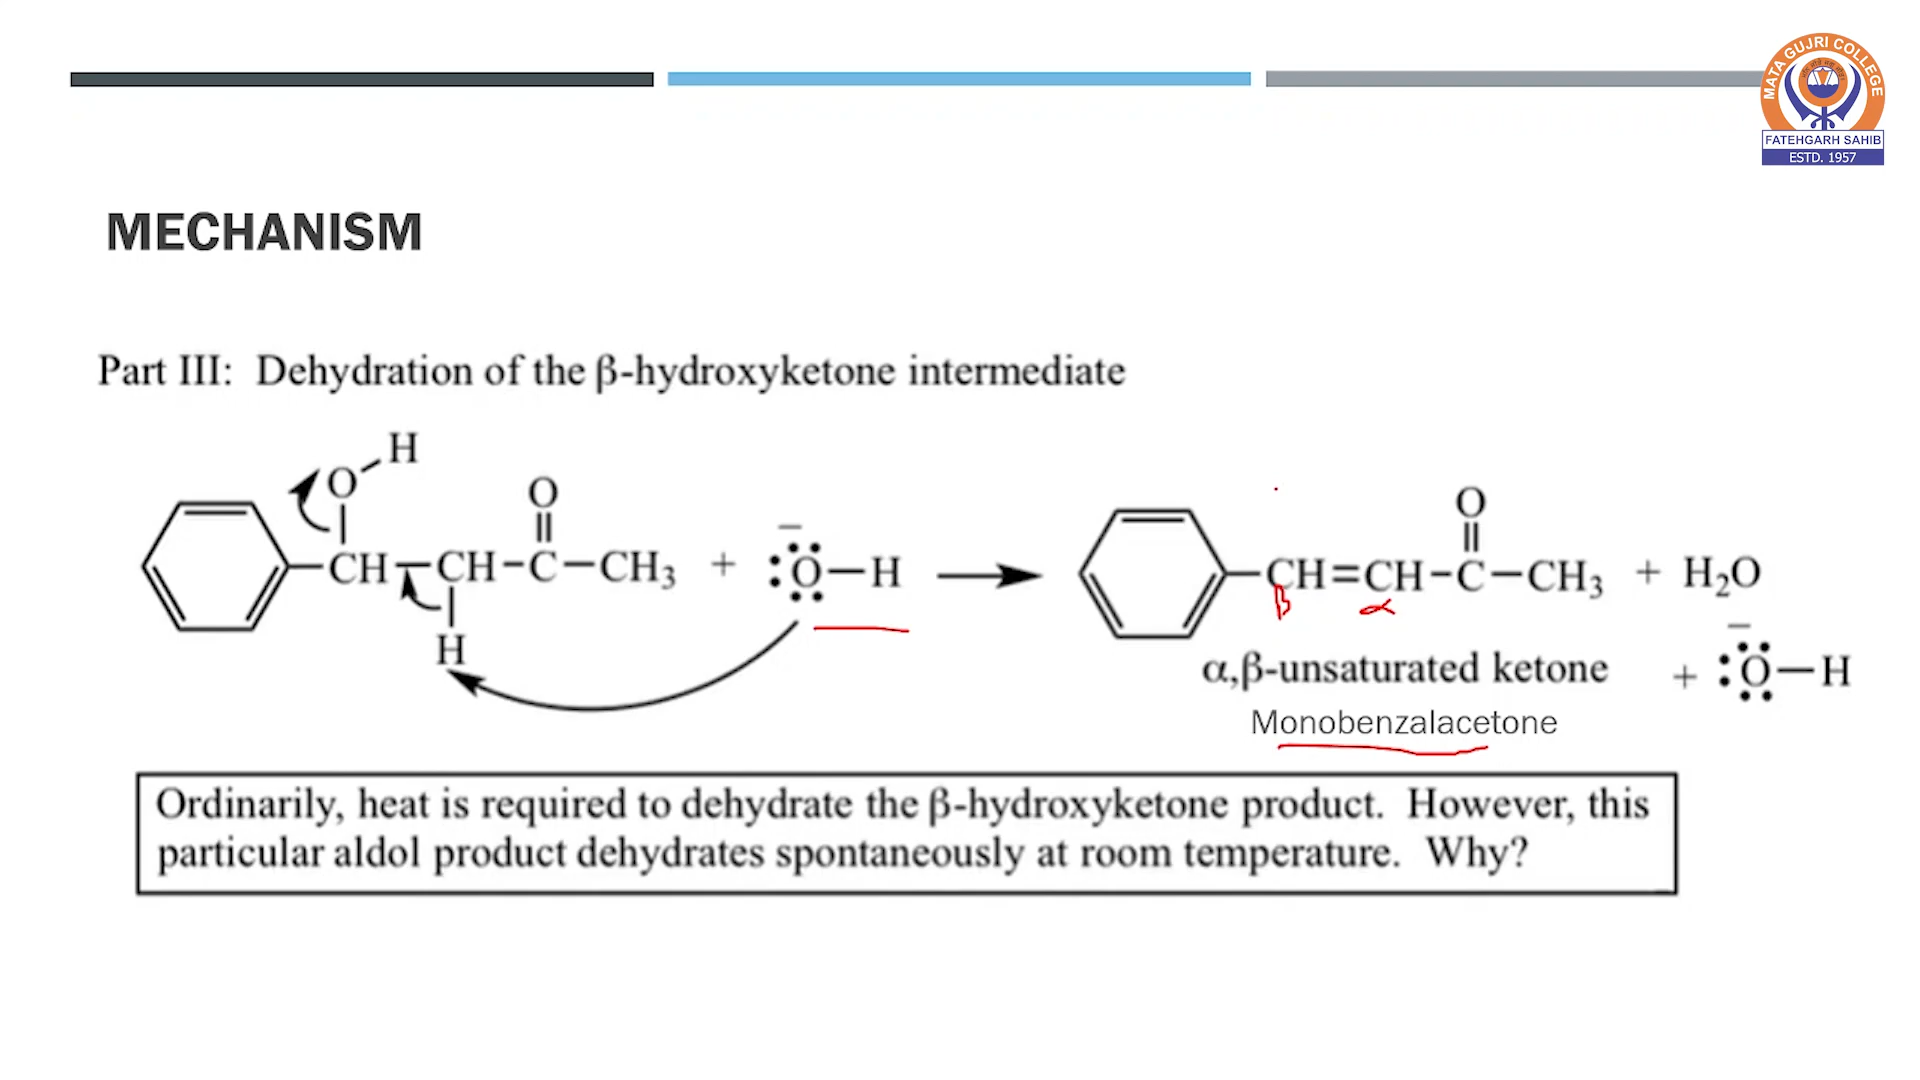 MATA GUJRI COLLEGE
FATEHGARH SAHIB
ESTD. 1957
MECHANISM
Part III: Dehydration of the β-hydroxyketone intermediate
H
O
O
CH-CH-C-CH₃ + :O-H
H
O
CH=CH-C-CH₃ + H₂O
β α
α,β-unsaturated ketone + :O-H
Monobenzalacetone
Ordinarily, heat is required to dehydrate the β-hydroxyketone product. However, this
particular aldol product dehydrates spontaneously at room temperature. Why?